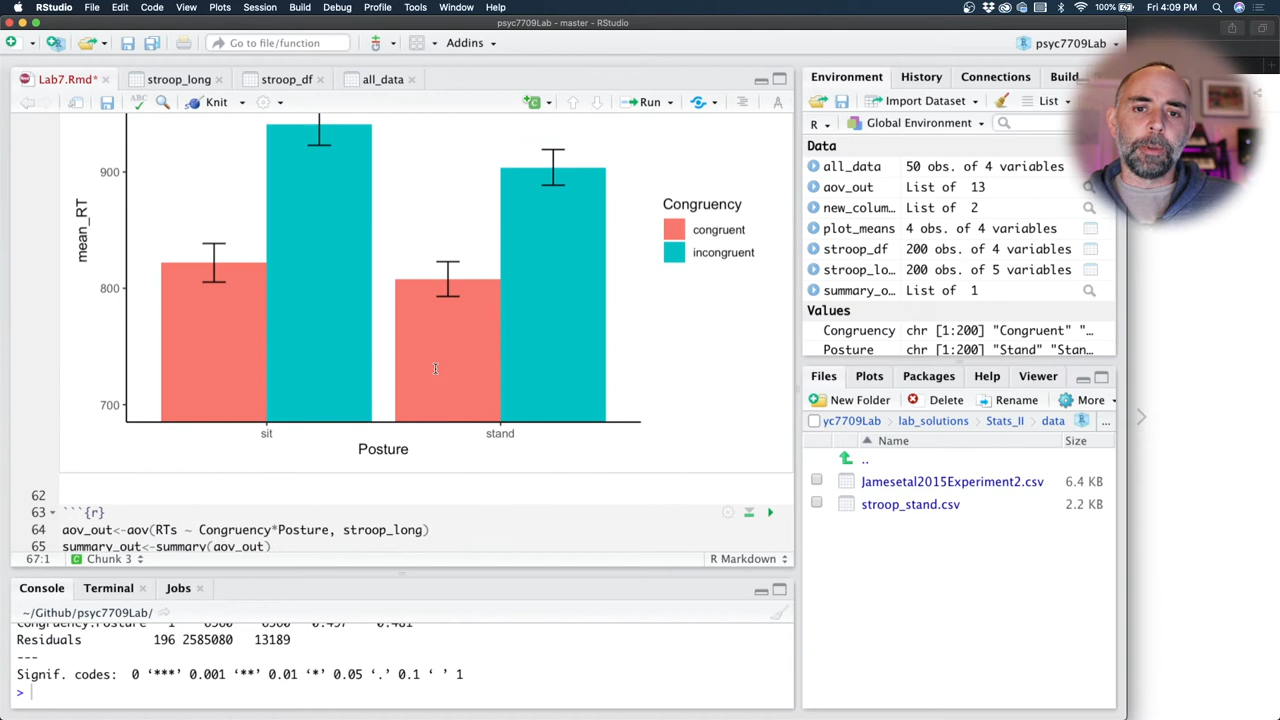 RStudio File Edit Code View Plots Session Build Debug Profile Tools Window Help 100% Fri 4:09 PM
psyc7709Lab - master - RStudio
Go to file/function Addins psyc7709Lab
Lab7.Rmd* stroop_long stroop_df all_data
ABC Knit Run
900
800
700
mean_RT
sit stand
Posture
Congruency
congruent
incongruent
62
63 ```{r}
64 aov_out<-aov(RTs ~ Congruency*Posture, stroop_long)
65 summary_out<-summary(aov_out)
67:1 Chunk 3 R Markdown
Console Terminal Jobs
~/Github/psyc7709Lab/
Residuals 196 2585080 13189
---
Signif. codes: 0 ‘***’ 0.001 ‘**’ 0.01 ‘*’ 0.05 ‘.’ 0.1 ‘ ’ 1
>
Environment History Connections Build
Import Dataset List
R Global Environment
Data
all_data 50 obs. of 4 variables
aov_out List of 13
new_colum… List of 2
plot_means 4 obs. of 4 variables
stroop_df 200 obs. of 4 variables
stroop_lo… 200 obs. of 5 variables
summary_o… List of 1
Values
Congruency chr [1:200] "Congruent" "…
Posture chr [1:200] "Stand" "Stan…
Files Plots Packages Help Viewer
New Folder Delete Rename More
yc7709Lab lab_solutions Stats_II data ...
Name Size
..
Jamesetal2015Experiment2.csv 6.4 KB
stroop_stand.csv 2.2 KB